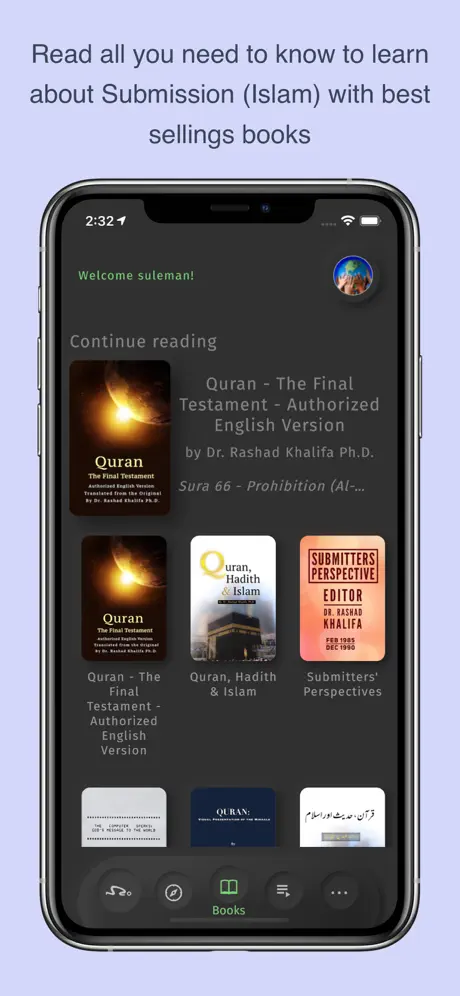 Read all you need to know to learn
about Submission (Islam) with best
sellings books
2:32
Welcome suleman!
Continue reading
Quran
The Final Testament
Authorized English Version
Translated from the Original
By Dr. Rashad Khalifa Ph.D.
Quran - The Final
Testament - Authorized
English Version
by Dr. Rashad Khalifa Ph.D.
Sura 66 - Prohibition (Al-...
Quran
The Final Testament
Authorized English Version
Translated from the Original
By Dr. Rashad Khalifa Ph.D.
Quran,
Hadith
& Islam
SUBMITTERS
PERSPECTIVE
EDITOR
DR. RASHAD
KHALIFA
FEB 1985
DEC 1990
Quran - The
Final
Testament -
Authorized
English
Version
Quran, Hadith
& Islam
Submitters'
Perspectives
THE COMPUTER SPEAKS:
GOD'S MESSAGE TO THE WORLD
QURAN:
VISUAL PRESENTATION OF THE MIRACLE
By
قرآن، حدیث اور اسلام
Books